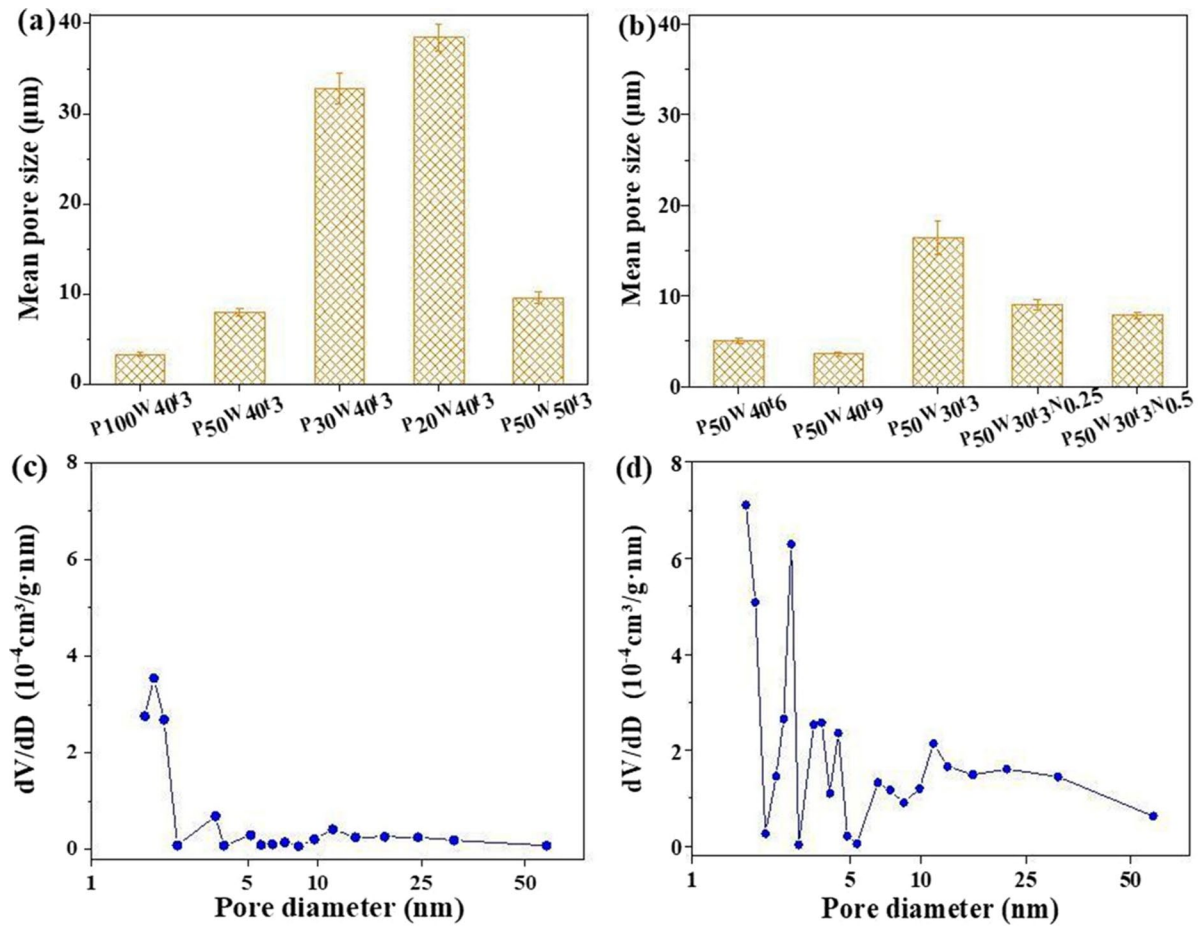 (a)
Mean pore size (μm)
40
30
20
10
0
P100W40t3
P50W40t3
P30W40t3
P20W40t3
P50W50t3
(b)
Mean pore size (μm)
40
30
20
10
0
P50W40t6
P50W40t9
P50W30t3
P50W30t3N0.25
P50W30t3N0.5
(c)
dV/dD (10⁻⁴cm³/g·nm)
8
6
4
2
0
1 5 10 25 50
Pore diameter (nm)
(d)
dV/dD (10⁻⁴cm³/g·nm)
8
6
4
2
0
1 5 10 25 50
Pore diameter (nm)